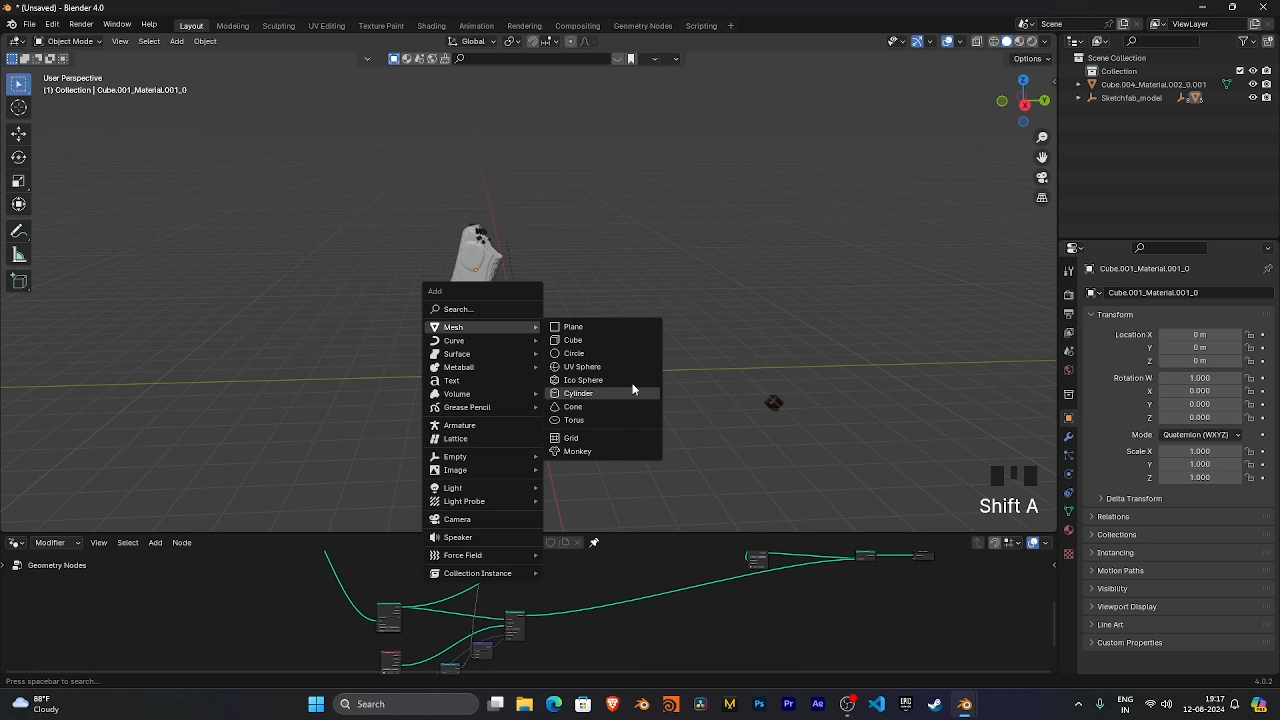 * (Unsaved) - Blender 4.0
File Edit Render Window Help
Layout Modeling Sculpting UV Editing Texture Paint Shading Animation Rendering Compositing Geometry Nodes Scripting +
Scene ViewLayer
Object Mode View Select Add Object
Global
Options
User Perspective
(1) Collection | Cube.001_Material.001_0
Scene Collection
Collection
Cube.004_Material.002_0.001
Sketchfab_model
Z
Y
X
Add
Search...
Mesh
Curve
Surface
Metaball
Text
Volume
Grease Pencil
Armature
Lattice
Empty
Image
Light
Light Probe
Camera
Speaker
Force Field
Collection Instance
Plane
Cube
Circle
UV Sphere
Ico Sphere
Cylinder
Cone
Torus
Grid
Monkey
Shift A
Cube.001_Material.001_0
Cube.001_Material.001_0
Transform
Location X 0 m
Y 0 m
Z 0 m
Rotation W 1.000
X 0.000
Y 0.000
Z 0.000
Mode Quaternion (WXYZ)
Scale X 1.000
Y 1.000
Z 1.000
Delta Transform
Relations
Collections
Instancing
Motion Paths
Visibility
Viewport Display
Line Art
Custom Properties
Modifier View Select Add Node
Press spacebar to search...
4.0.2
88°F
Cloudy
Search
ENG
IN
19:17
12-08-2024